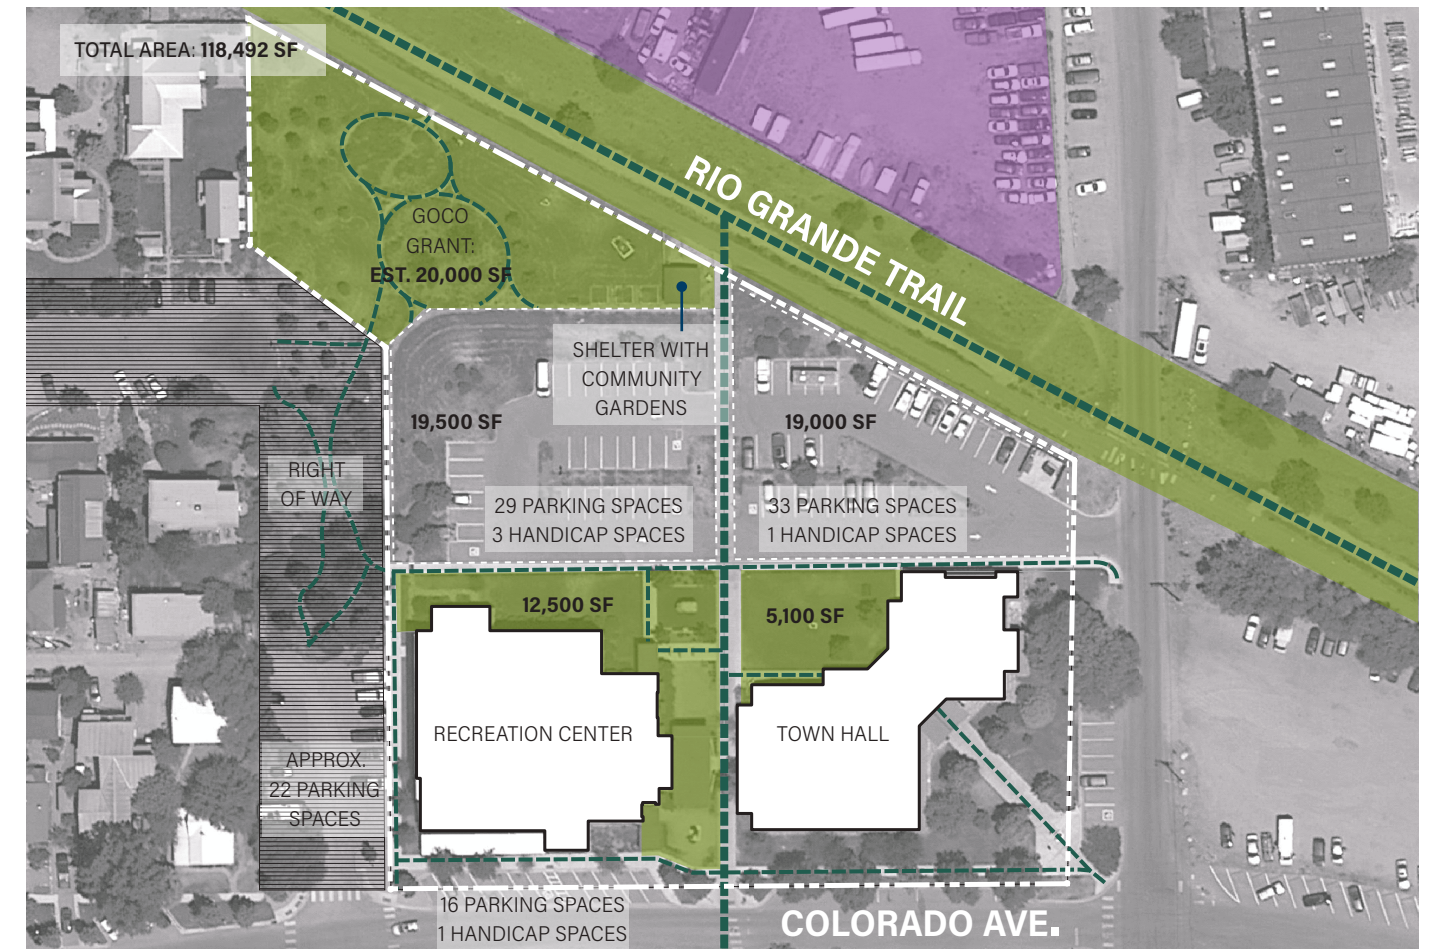 TOTAL AREA: 118,492 SF
RIO GRANDE TRAIL
GOCO
GRANT:
EST. 20,000 SF
SHELTER WITH
COMMUNITY
GARDENS
19,500 SF
19,000 SF
RIGHT
OF WAY
29 PARKING SPACES
3 HANDICAP SPACES
33 PARKING SPACES
1 HANDICAP SPACES
12,500 SF
5,100 SF
RECREATION CENTER
TOWN HALL
APPROX.
22 PARKING
SPACES
16 PARKING SPACES
1 HANDICAP SPACES
COLORADO AVE.